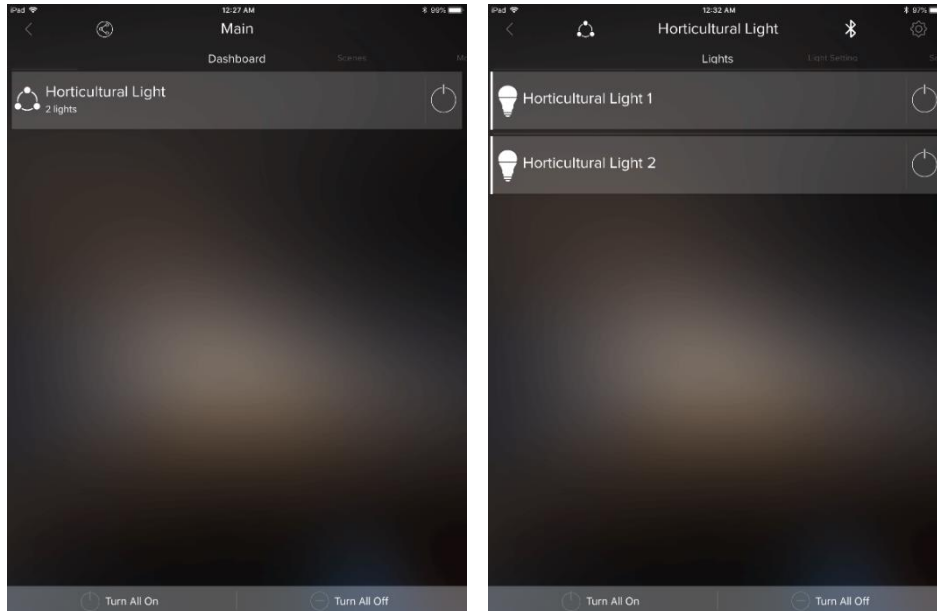 iPad 12:27 AM 99%
Main
Dashboard Scenes
Horticultural Light
2 lights
Turn All On Turn All Off
iPad 12:32 AM 97%
Horticultural Light
Lights Light Setting
Horticultural Light 1
Horticultural Light 2
Turn All On Turn All Off